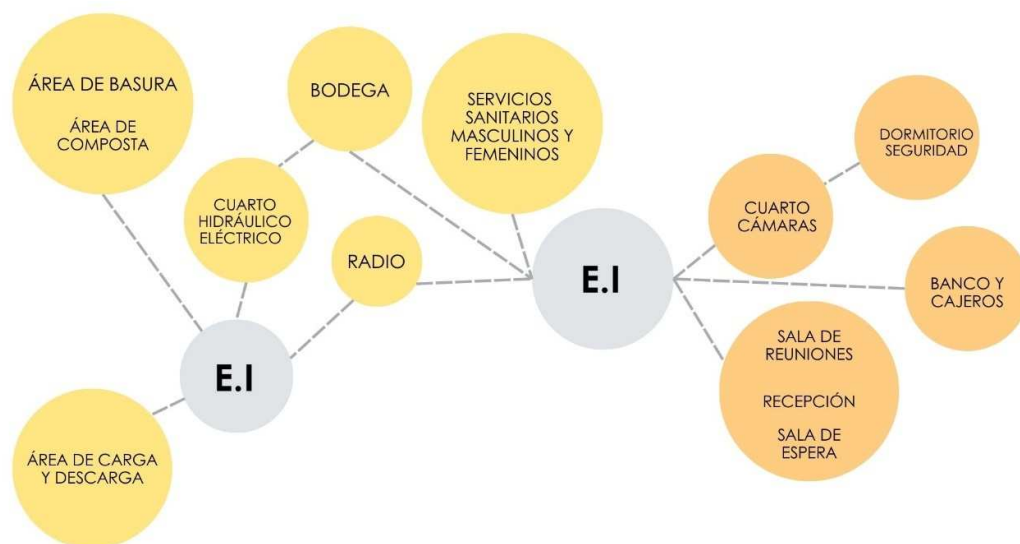 ÁREA DE BASURA
ÁREA DE
COMPOSTA
BODEGA
SERVICIOS
SANITARIOS
MASCULINOS Y
FEMENINOS
DORMITORIO
SEGURIDAD
CUARTO
HIDRÁULICO
ELÉCTRICO
CUARTO
CÁMARAS
RADIO
E.I
BANCO Y
CAJEROS
E.I
SALA DE
REUNIONES
RECEPCIÓN
SALA DE
ESPERA
ÁREA DE CARGA
Y DESCARGA